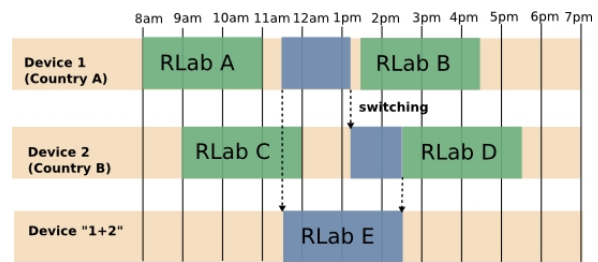 8am 9am 10am 11am 12am 1pm 2pm 3pm 4pm 5pm 6pm 7pm
Device 1
(Country A)
RLab A
RLab B
switching
Device 2
(Country B)
RLab C
RLab D
Device "1+2"
RLab E